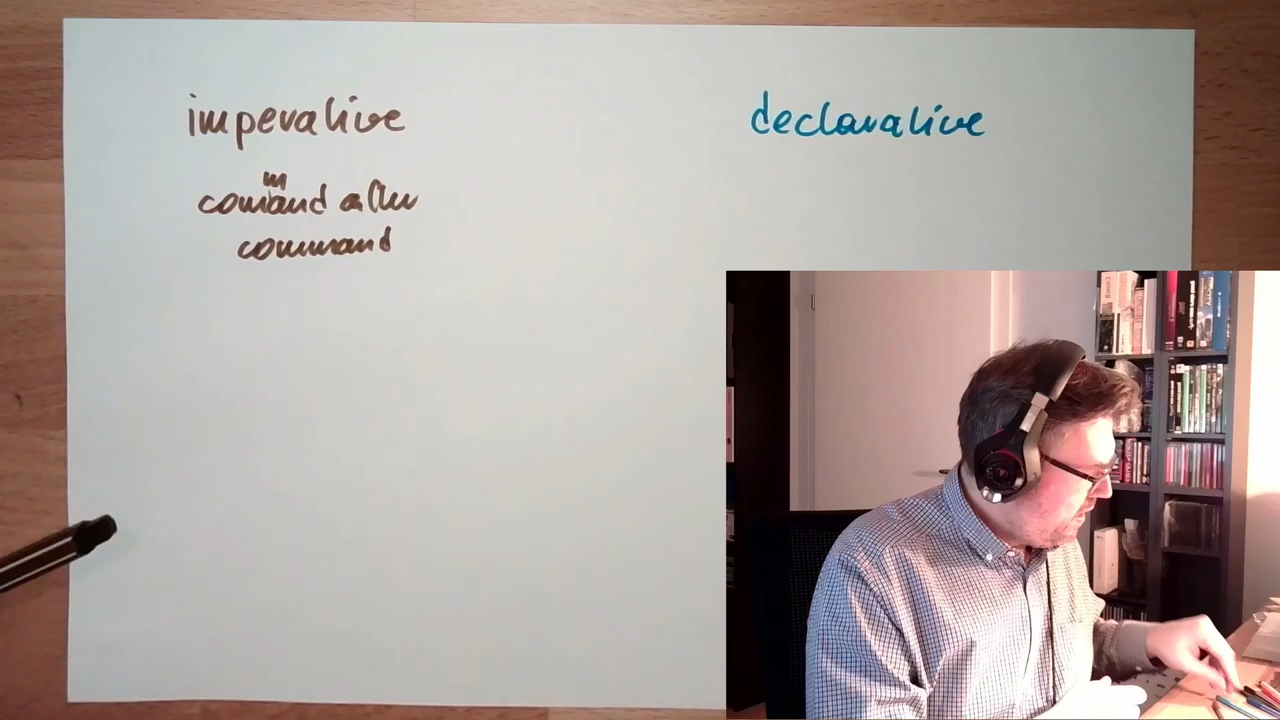 imperative
declarative
command after
command